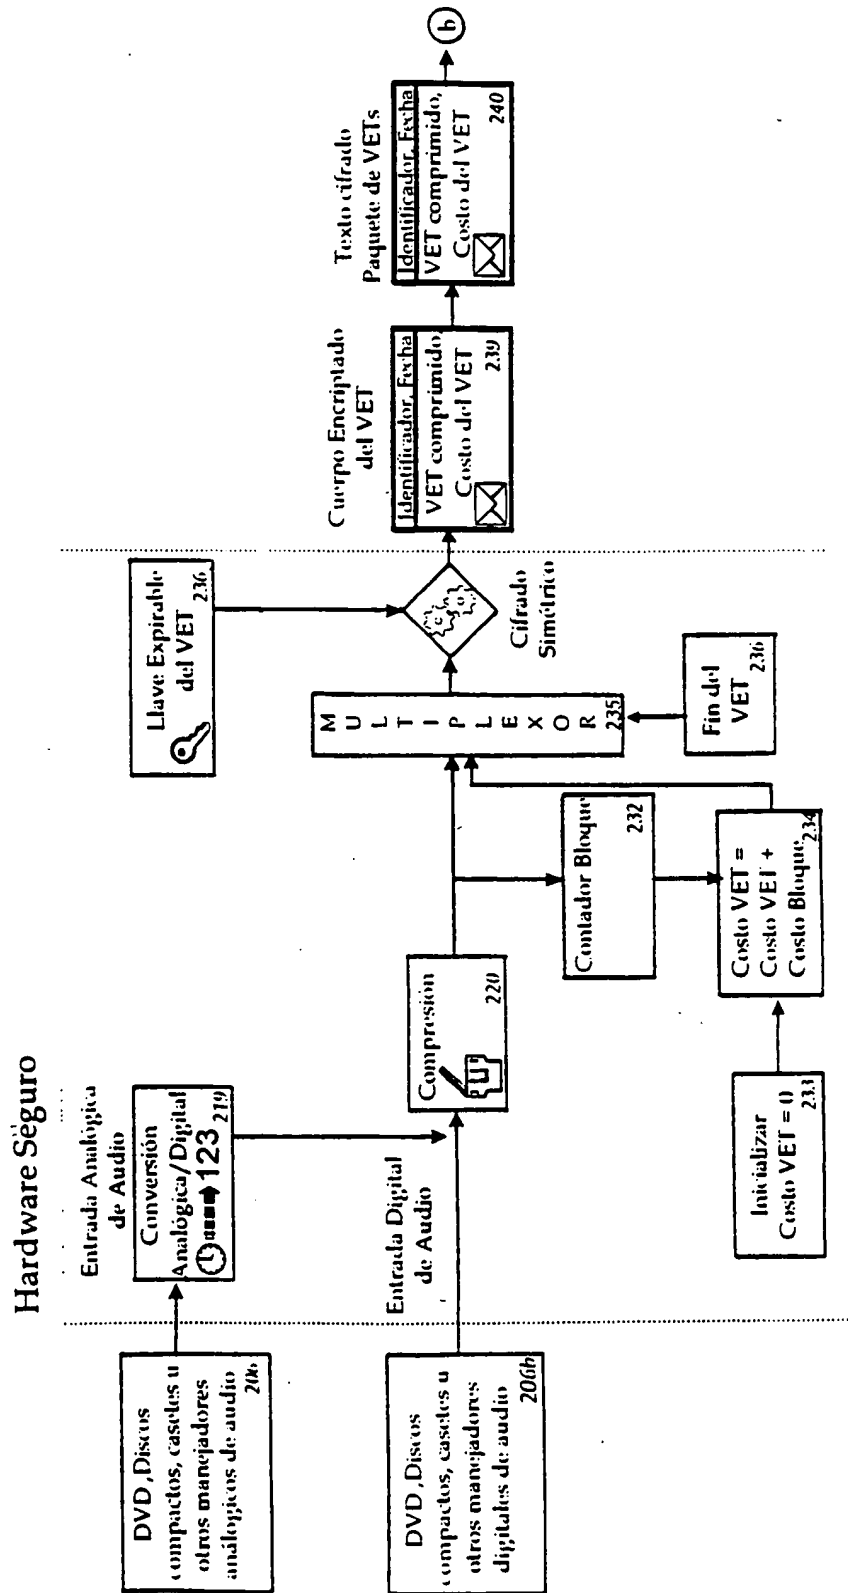 Hardware Seguro
Entrada Analógica
de Audio
DVD ,Discos
compactos, casetes u
otros manejadores
análogicos de audio
206
Conversión
Analógica/Digital
123
219
DVD ,Discos
compactos, casetes u
otros manejadores
digitales de audio
206b
Entrada Digital
de Audio
Compresión
220
Inicializar
Costo VET = 0
233
Contador Bloque
232
Costo VET =
Costo VET +
Costo Bloque
234
Llave Expirable
del VET
236
M
U
L
T
I
P
L
E
X
O
R
235
Fin del
VET
236
Cifrado
Simétrico
Cuerpo Encriptado
del VET
Identificador, Fecha
VET comprimido,
Costo del VET
239
Texto cifrado
Paquete de VETs
Identificador, Fecha
VET comprimido,
Costo del VET
240
b